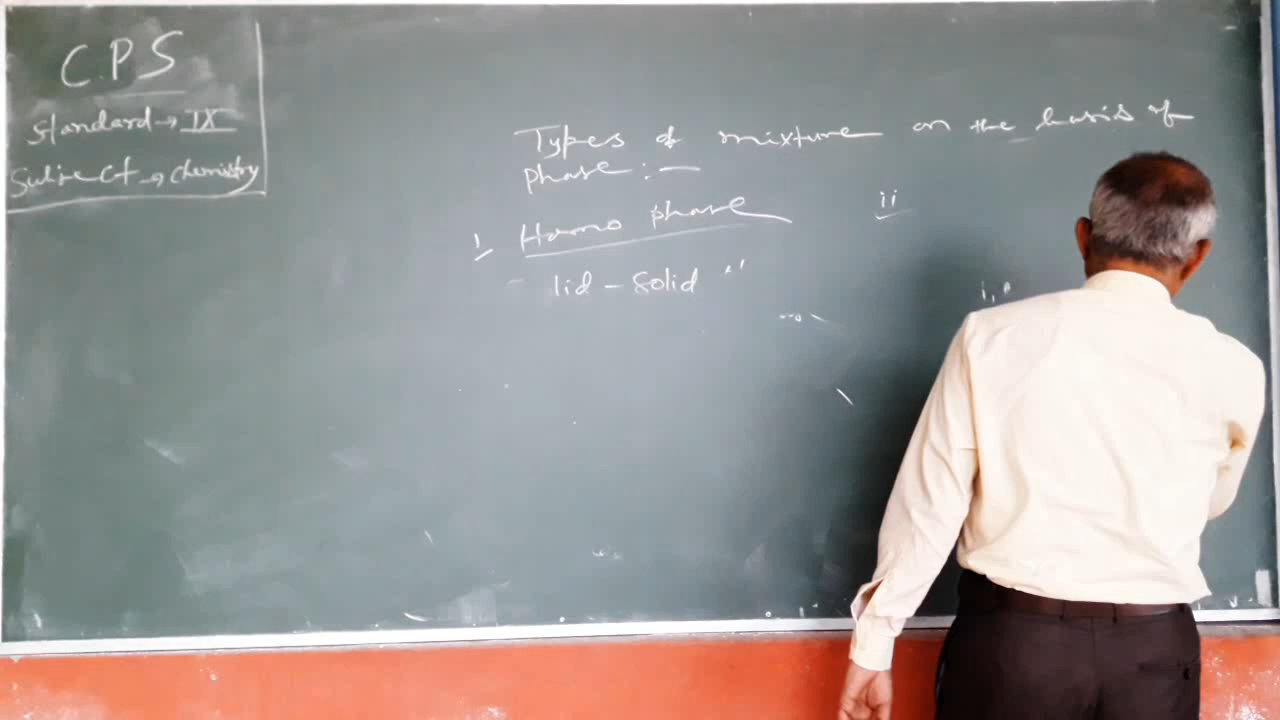 C.P.S
Standard → IX
Subject → chemistry
Types of mixture on the basis of
phase :—
1 Homo phase
ii
lid - Solid